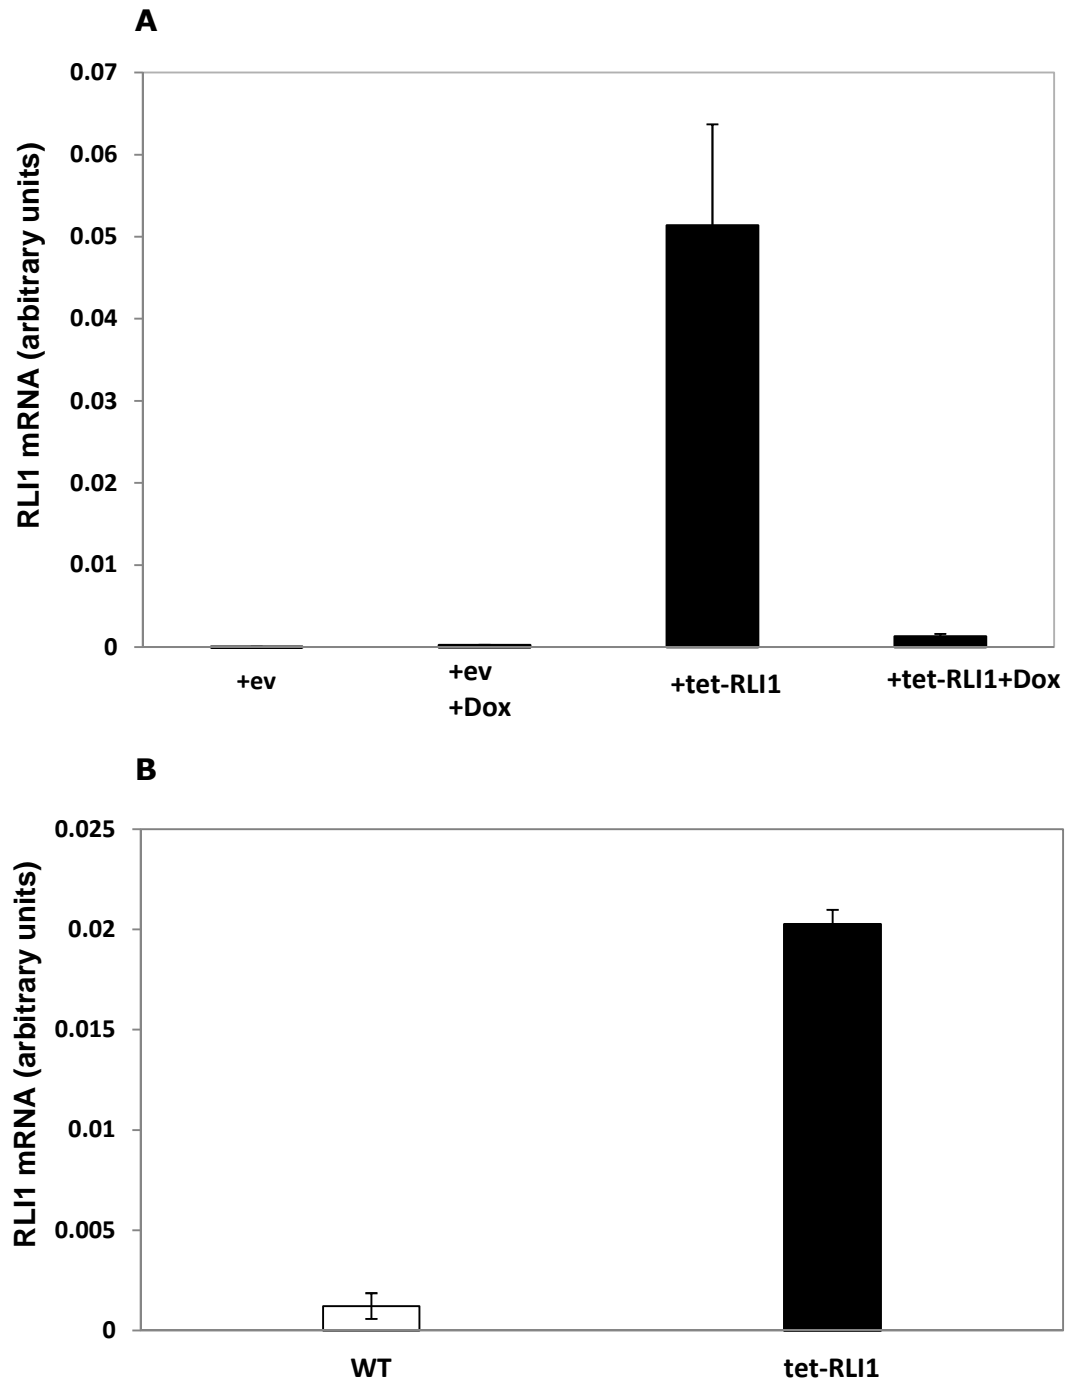 A
RLI1 mRNA (arbitrary units)
0.07
0.06
0.05
0.04
0.03
0.02
0.01
0
+ev
+ev
+Dox
+tet-RLI1
+tet-RLI1+Dox
B
RLI1 mRNA (arbitrary units)
0.025
0.02
0.015
0.01
0.005
0
WT
tet-RLI1